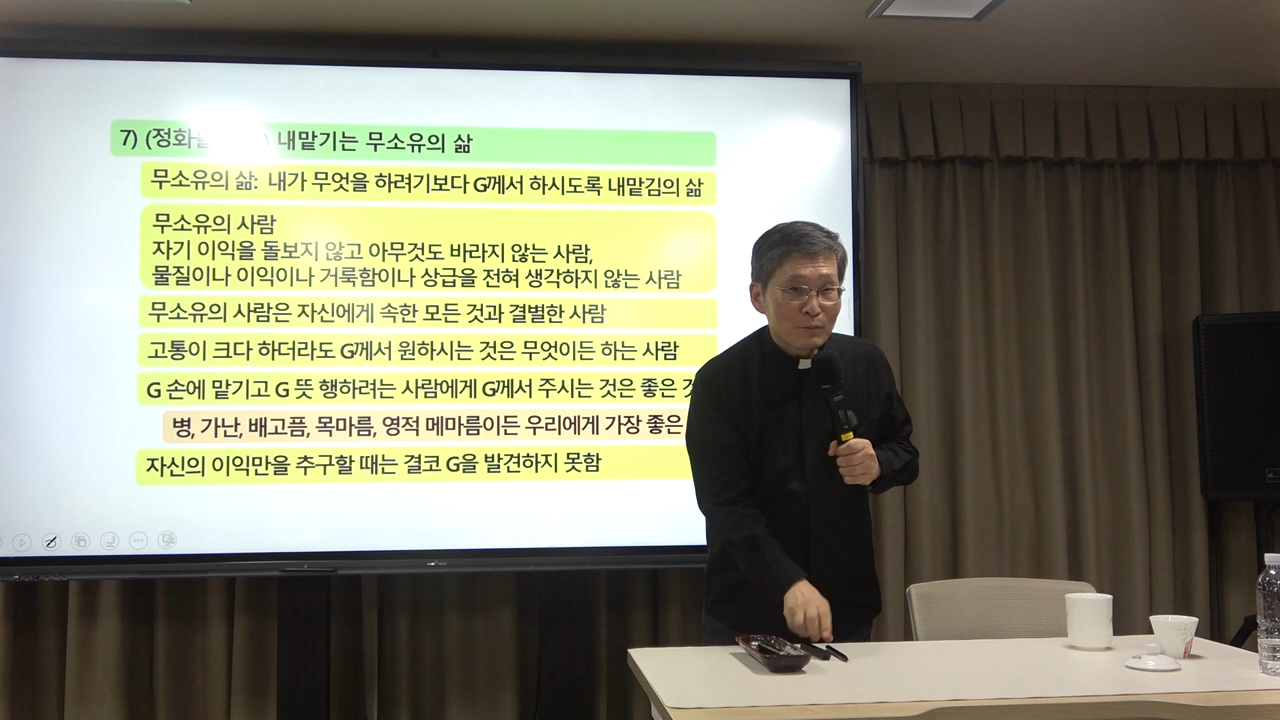 7) (정화 ) 내맡기는 무소유의 삶
무소유의 삶: 내가 무엇을 하려기보다 G께서 하시도록 내맡김의 삶
무소유의 사람
자기 이익을 돌보지 않고 아무것도 바라지 않는 사람,
물질이나 이익이나 거룩함이나 상급을 전혀 생각하지 않는 사람
무소유의 사람은 자신에게 속한 모든 것과 결별한 사람
고통이 크다 하더라도 G께서 원하시는 것은 무엇이든 하는 사람
G 손에 맡기고 G 뜻 행하려는 사람에게 G께서 주시는 것은 좋은
병, 가난, 배고픔, 목마름, 영적 메마름이든 우리에게 가장 좋은
자신의 이익만을 추구할 때는 결코 G을 발견하지 못함